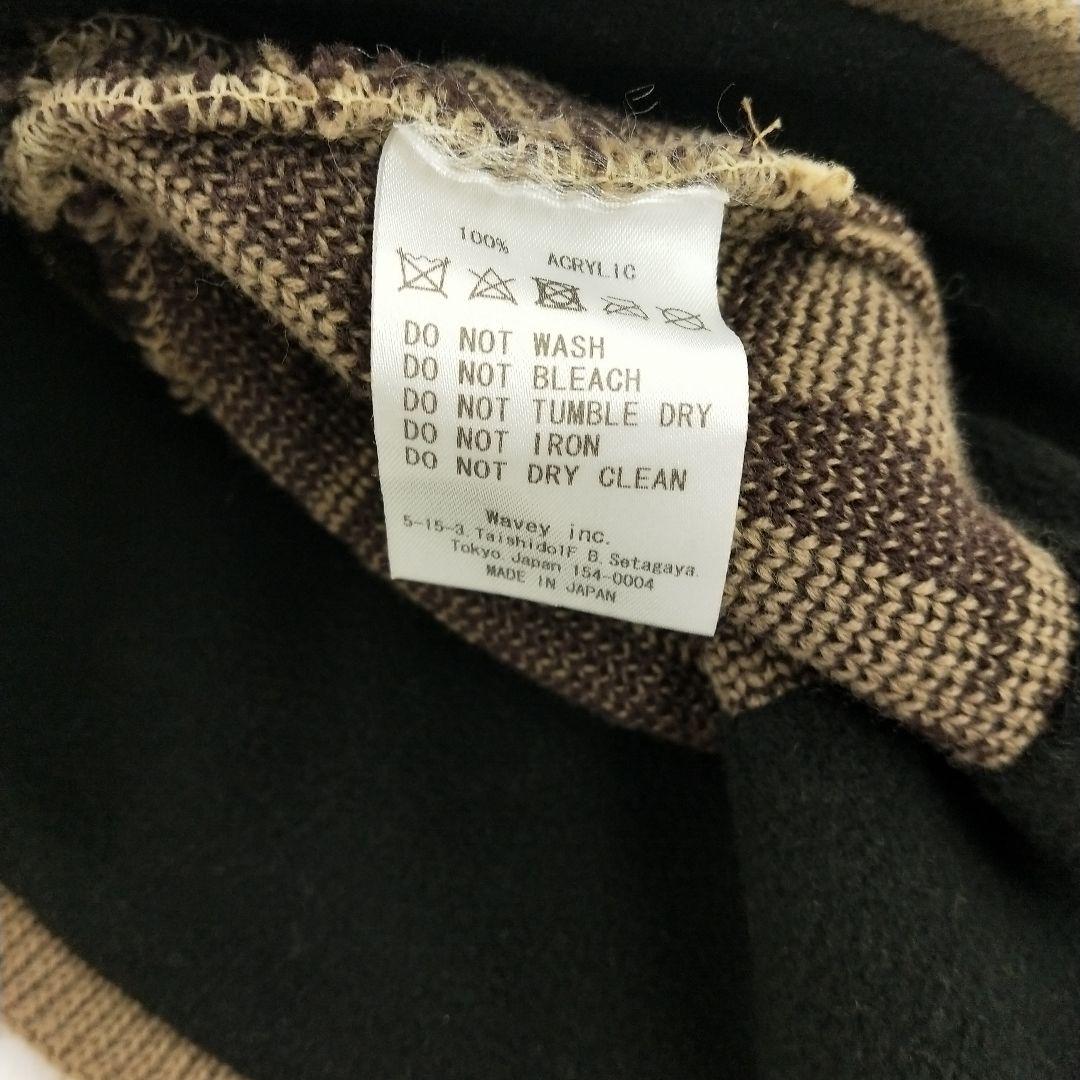 100% ACRYLIC
DO NOT WASH
DO NOT BLEACH
DO NOT TUMBLE DRY
DO NOT IRON
DO NOT DRY CLEAN
Wavey inc.
5-15-3.Taishido1F B.Setagaya.
Tokyo.Japan 154-0004
MADE IN JAPAN